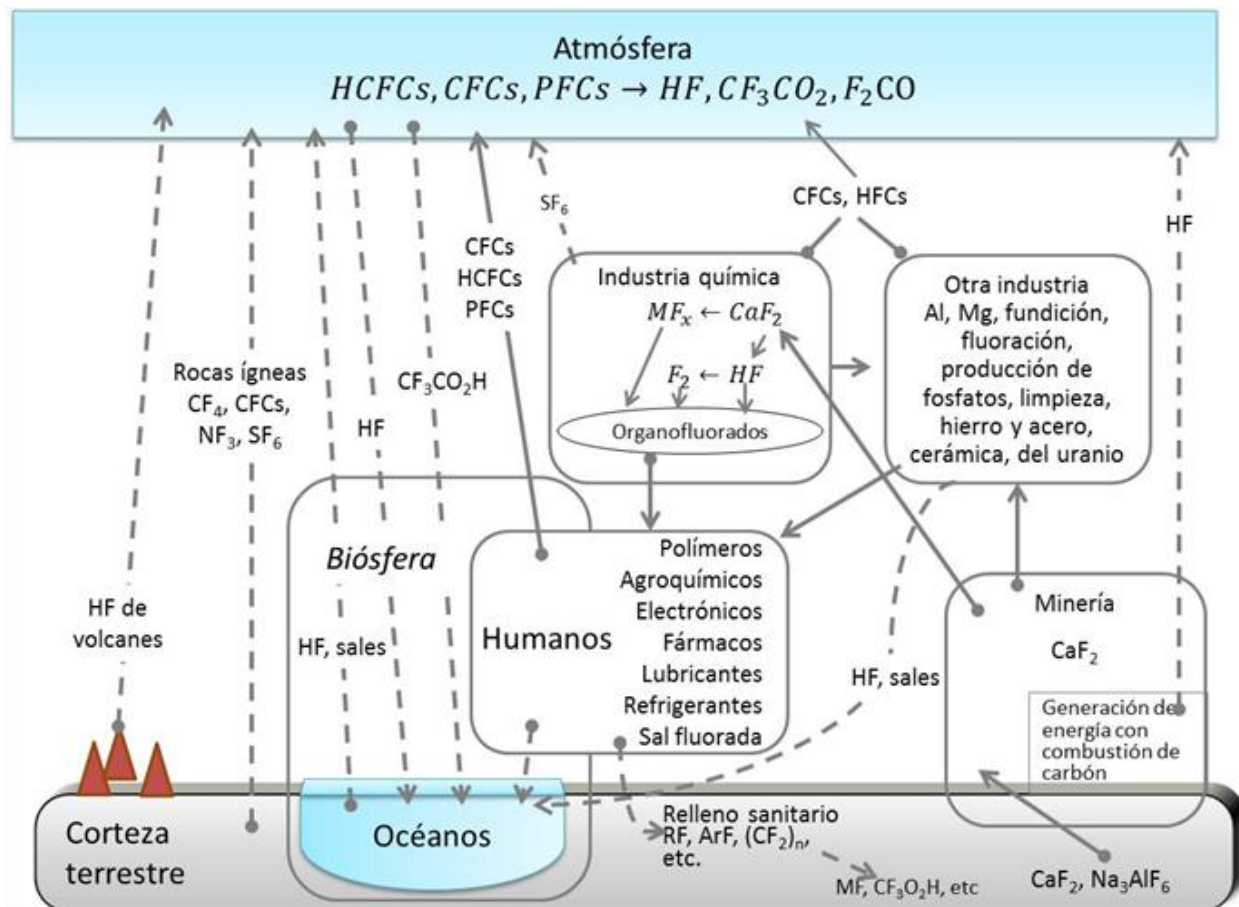 Atmósfera
HCFCs, CFCs, PFCs → HF, CF₃CO₂, F₂CO
SF₆
CFCs, HFCs
HF
CFCs
HCFCs
PFCs
Industria química
MFₓ ← CaF₂
F₂ ← HF
Organofluorados
Otra industria
Al, Mg, fundición,
fluoración,
producción de
fosfatos, limpieza,
hierro y acero,
cerámica, del uranio
Rocas ígneas
CF₄, CFCs,
NF₃, SF₆
HF
CF₃CO₂H
HF de
volcanes
Biósfera
HF, sales
Humanos
Polímeros
Agroquímicos
Electrónicos
Fármacos
Lubricantes
Refrigerantes
Sal fluorada
HF, sales
Minería
CaF₂
Generación de
energía con
combustión de
carbón
Corteza
terrestre
Océanos
Relleno sanitario
RF, ArF, (CF₂)ₙ,
etc.
MF, CF₃O₂H, etc
CaF₂, Na₃AlF₆